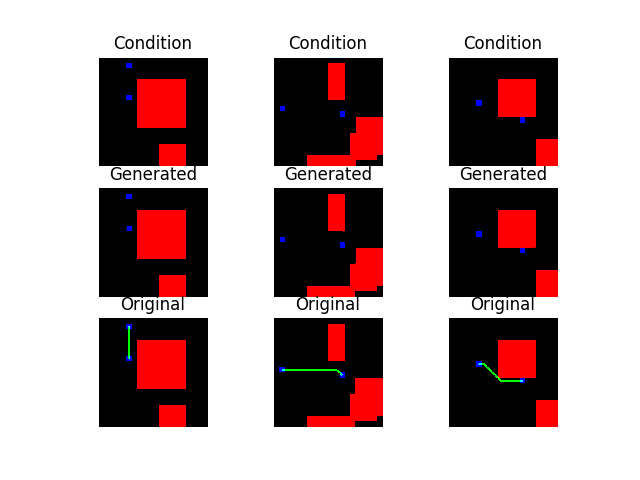 Condition Condition Condition
Generated Generated Generated
Original Original Original